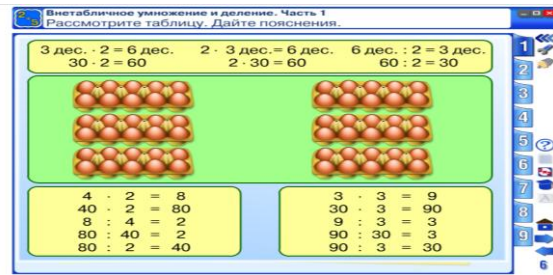 2,5
Внетабличное умножение и деление. Часть 1
Рассмотрите таблицу. Дайте пояснения.
3 дес. · 2 = 6 дес. 2 · 3 дес.= 6 дес. 6 дес. : 2 = 3 дес.
30 · 2 = 60 2 · 30 = 60 60 : 2 = 30
4 · 2 = 8
40 · 2 = 80
8 : 4 = 2
80 : 40 = 2
80 : 2 = 40
3 · 3 = 9
30 · 3 = 90
9 : 3 = 3
90 : 30 = 3
90 : 3 = 30
1
2
3
4
5
6
7
8
9
6